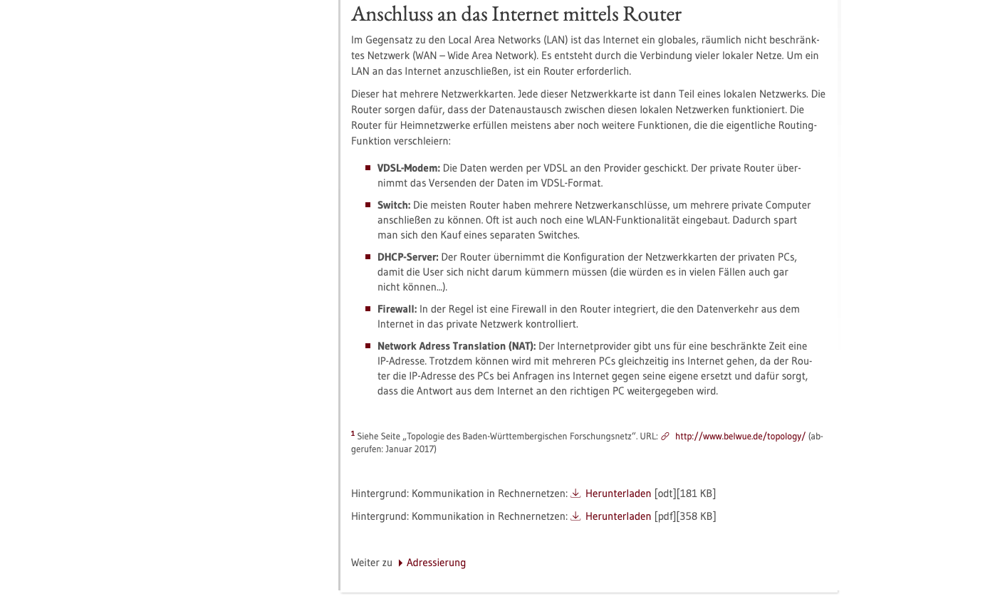 Anschluss an das Internet mittels Router
Im Gegensatz zu den Local Area Networks (LAN) ist das Internet ein globales, räumlich nicht beschränk-
tes Netzwerk (WAN – Wide Area Network). Es entsteht durch die Verbindung vieler lokaler Netze. Um ein
LAN an das Internet anzuschließen, ist ein Router erforderlich.
Dieser hat mehrere Netzwerkkarten. Jede dieser Netzwerkkarte ist dann Teil eines lokalen Netzwerks. Die
Router sorgen dafür, dass der Datenaustausch zwischen diesen lokalen Netzwerken funktioniert. Die
Router für Heimnetzwerke erfüllen meistens aber noch weitere Funktionen, die die eigentliche Routing-
Funktion verschleiern:
VDSL-Modem: Die Daten werden per VDSL an den Provider geschickt. Der private Router über-
nimmt das Versenden der Daten im VDSL-Format.
Switch: Die meisten Router haben mehrere Netzwerkanschlüsse, um mehrere private Computer
anschließen zu können. Oft ist auch noch eine WLAN-Funktionalität eingebaut. Dadurch spart
man sich den Kauf eines separaten Switches.
DHCP-Server: Der Router übernimmt die Konfiguration der Netzwerkkarten der privaten PCs,
damit die User sich nicht darum kümmern müssen (die würden es in vielen Fällen auch gar
nicht können…).
Firewall: In der Regel ist eine Firewall in den Router integriert, die den Datenverkehr aus dem
Internet in das private Netzwerk kontrolliert.
Network Adress Translation (NAT): Der Internetprovider gibt uns für eine beschränkte Zeit eine
IP-Adresse. Trotzdem können wird mit mehreren PCs gleichzeitig ins Internet gehen, da der Rou-
ter die IP-Adresse des PCs bei Anfragen ins Internet gegen seine eigene ersetzt und dafür sorgt,
dass die Antwort aus dem Internet an den richtigen PC weitergegeben wird.
1 Siehe Seite „Topologie des Baden-Württembergischen Forschungsnetz“. URL: http://www.belwue.de/topology/ (ab-
gerufen: Januar 2017)
Hintergrund: Kommunikation in Rechnernetzen: Herunterladen [odt][181 KB]
Hintergrund: Kommunikation in Rechnernetzen: Herunterladen [pdf][358 KB]
Weiter zu Adressierung